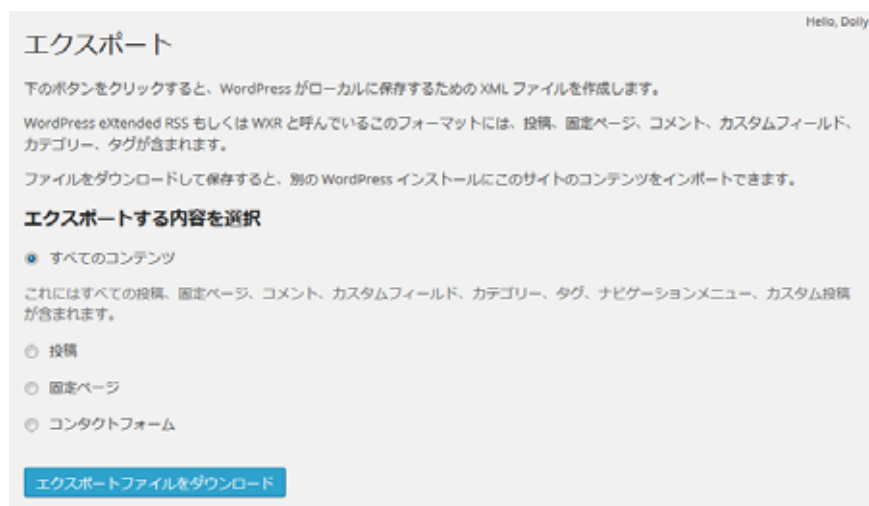 Hello, Dolly
エクスポート
下のボタンをクリックすると、WordPress がローカルに保存するための XML ファイルを作成します。
WordPress eXtended RSS もしくは WXR と呼んでいるこのフォーマットには、投稿、固定ページ、コメント、カスタムフィールド、
カテゴリー、タグが含まれます。
ファイルをダウンロードして保存すると、別の WordPress インストールにこのサイトのコンテンツをインポートできます。
エクスポートする内容を選択
すべてのコンテンツ
これにはすべての投稿、固定ページ、コメント、カスタムフィールド、カテゴリー、タグ、ナビゲーションメニュー、カスタム投稿
が含まれます。
投稿
固定ページ
コンタクトフォーム
エクスポートファイルをダウンロード